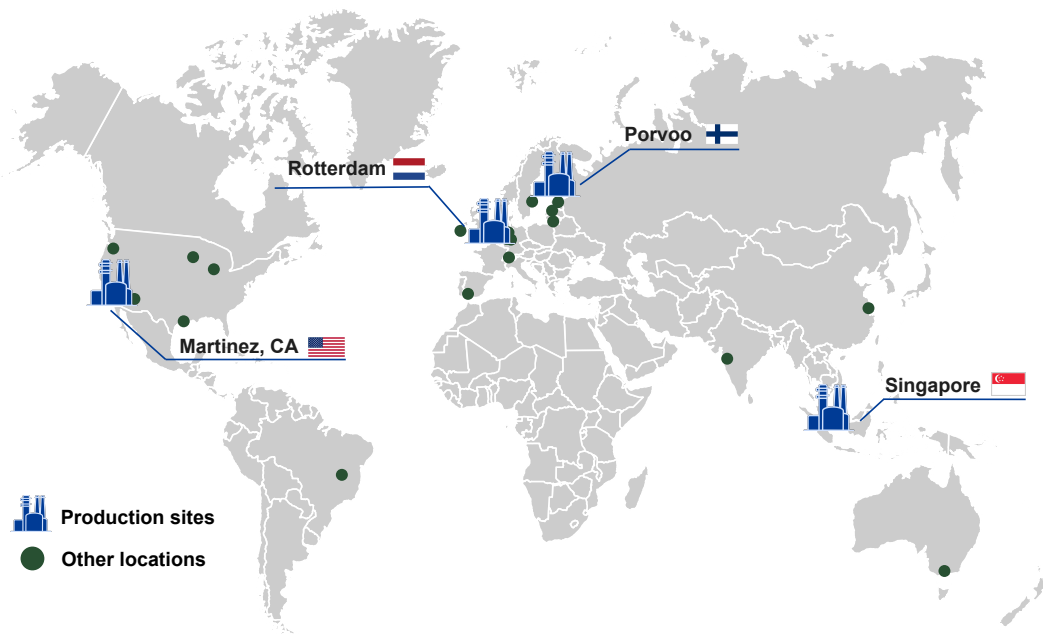 Porvoo
Rotterdam
Martinez, CA
Singapore
Production sites
Other locations